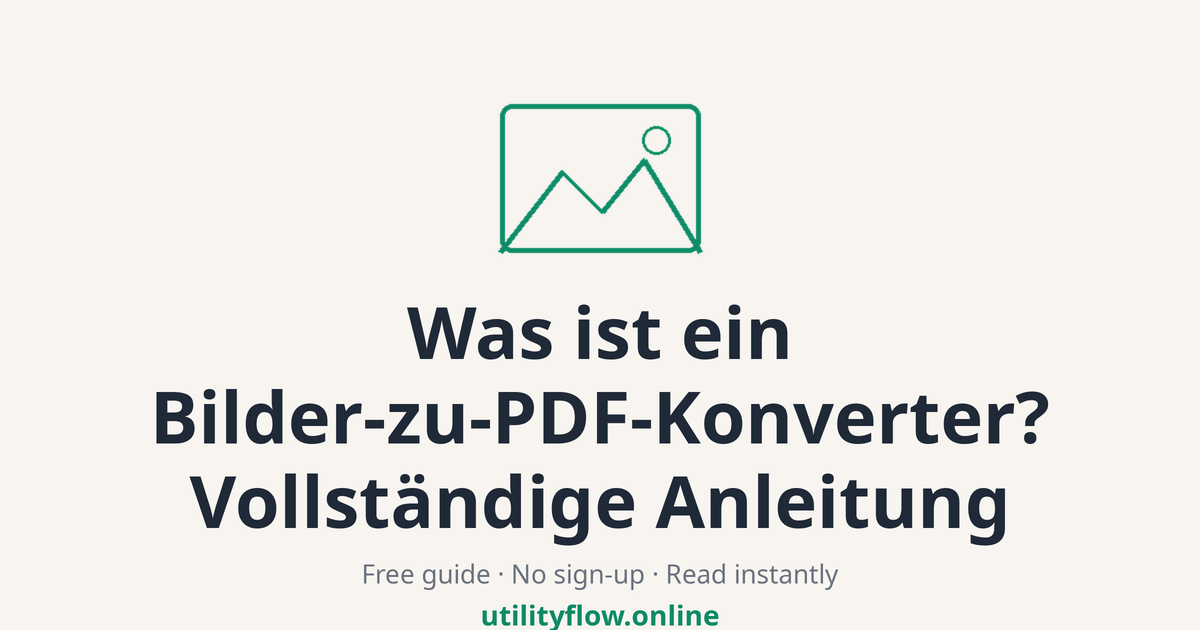 Was ist ein
Bilder-zu-PDF-Konverter?
Vollständige Anleitung
Free guide · No sign-up · Read instantly
utilityflow.online